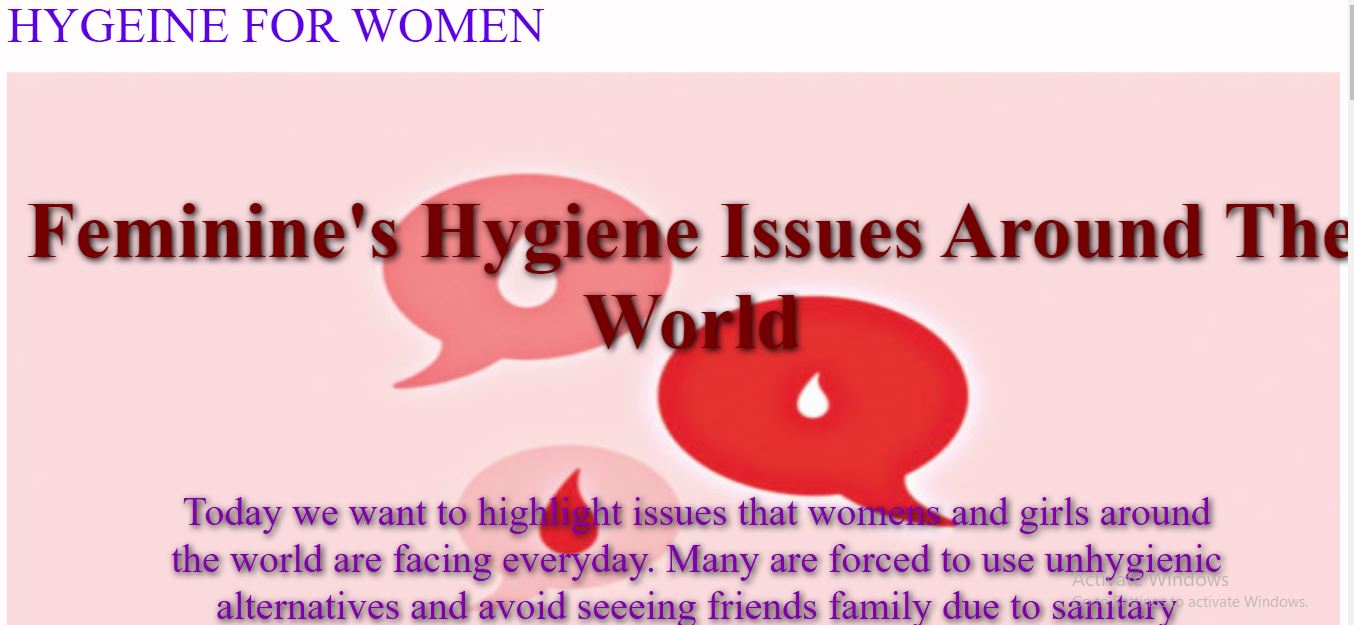 HYGEINE FOR WOMEN
Feminine's Hygiene Issues Around The
World
Today we want to highlight issues that womens and girls around
the world are facing everyday. Many are forced to use unhygienic
alternatives and avoid seeeing friends family due to sanitary
Activate Windows
Go to Settings to activate Windows.